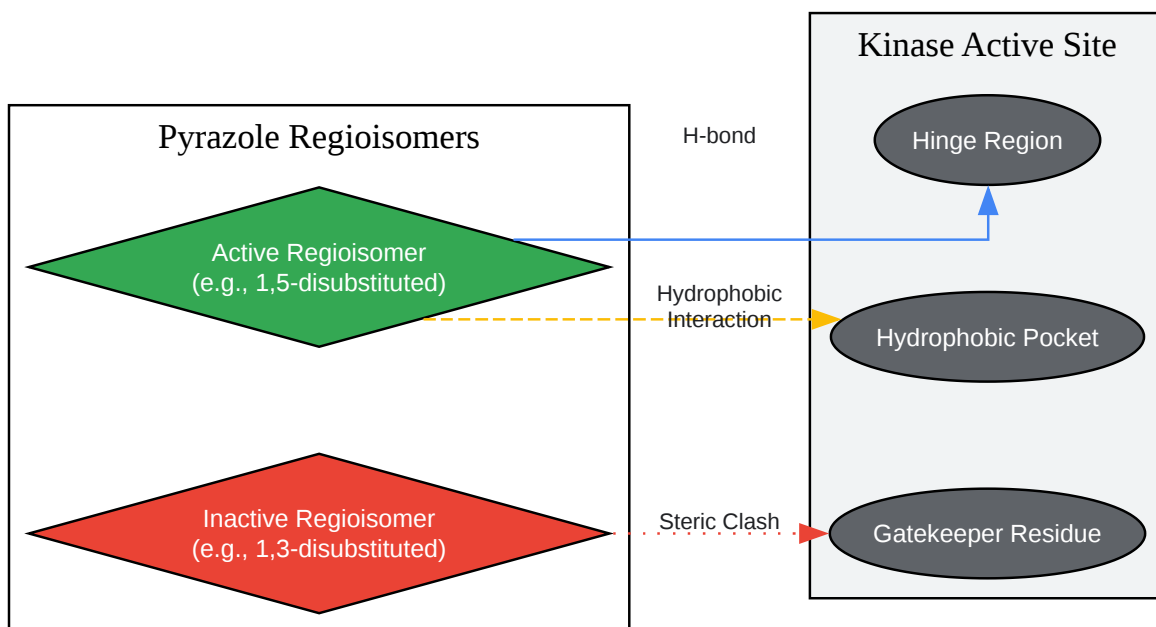 Kinase Active Site
Pyrazole Regioisomers
H-bond
Hinge Region
Active Regioisomer
(e.g., 1,5-disubstituted)
Hydrophobic
Interaction
Hydrophobic Pocket
Inactive Regioisomer
(e.g., 1,3-disubstituted)
Steric Clash
Gatekeeper Residue